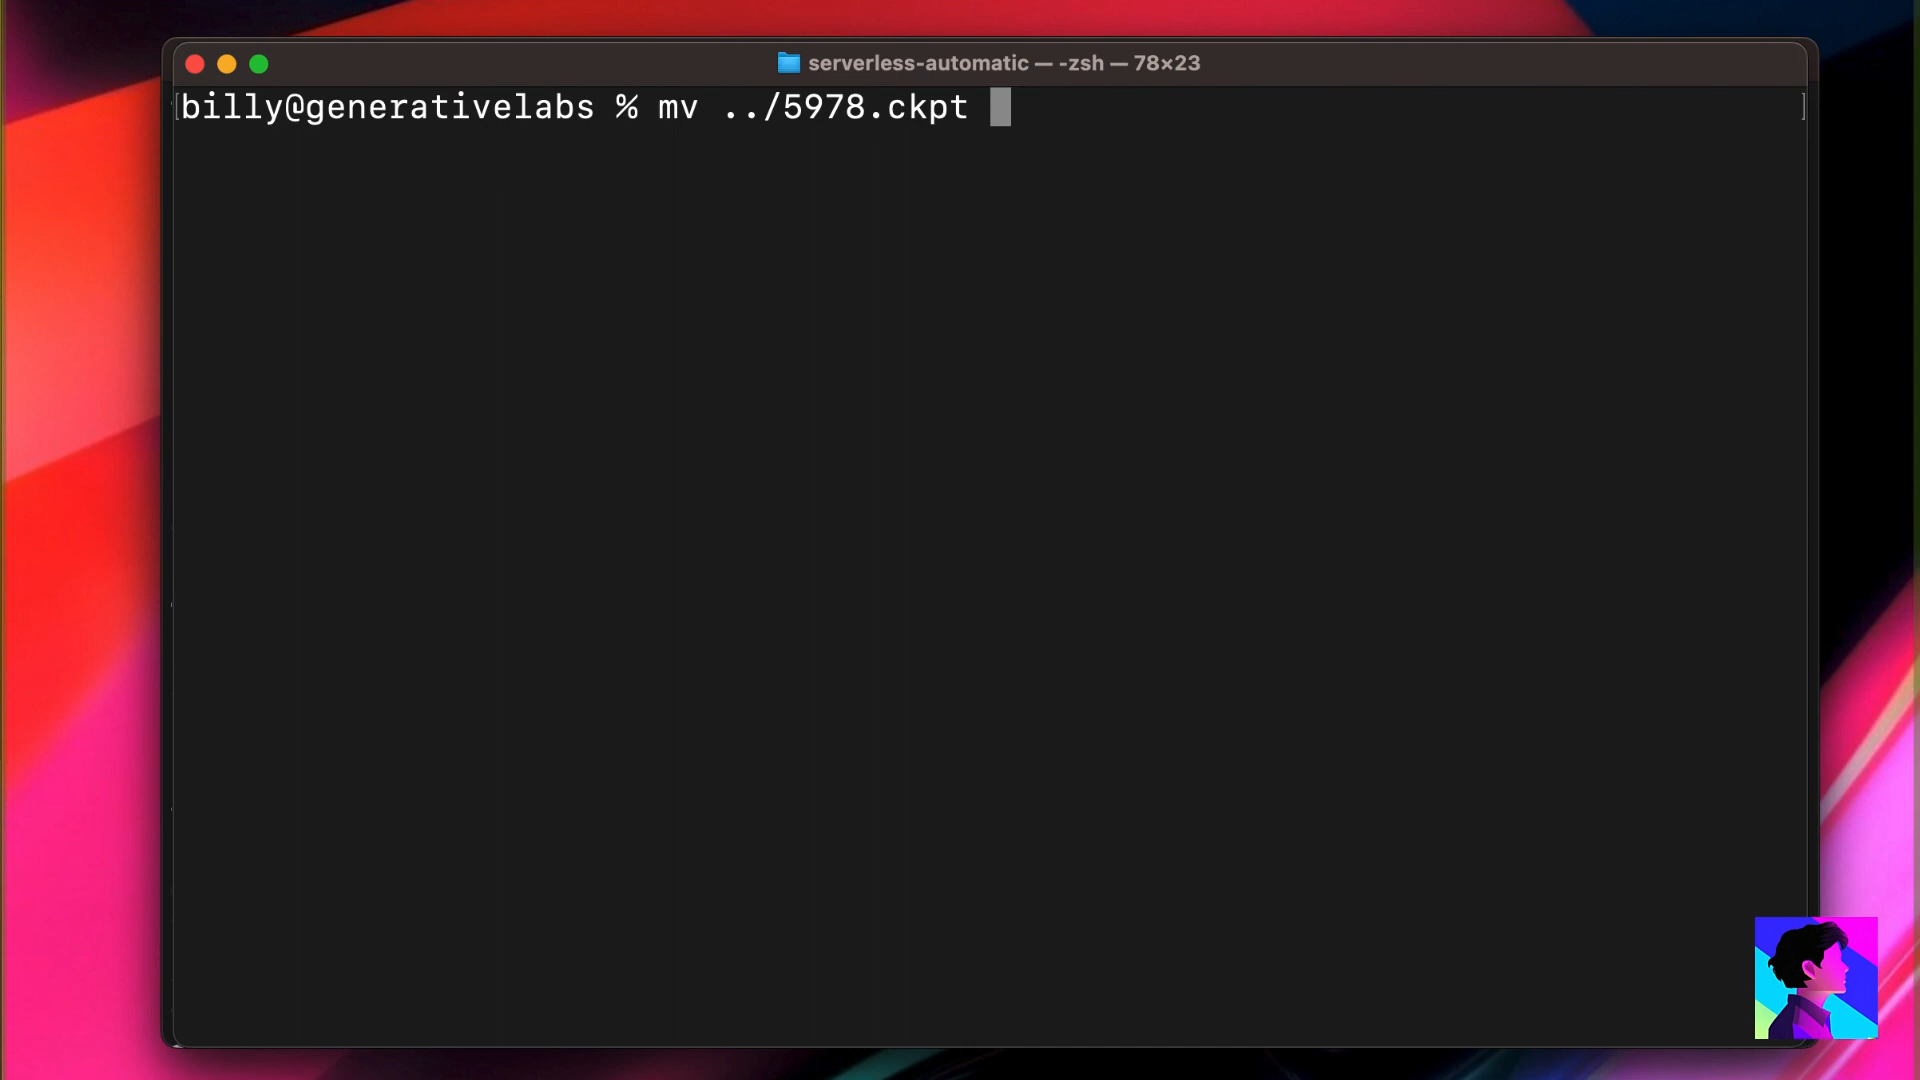 serverless-automatic — -zsh — 78×23
billy@generativelabs % mv ../5978.ckpt